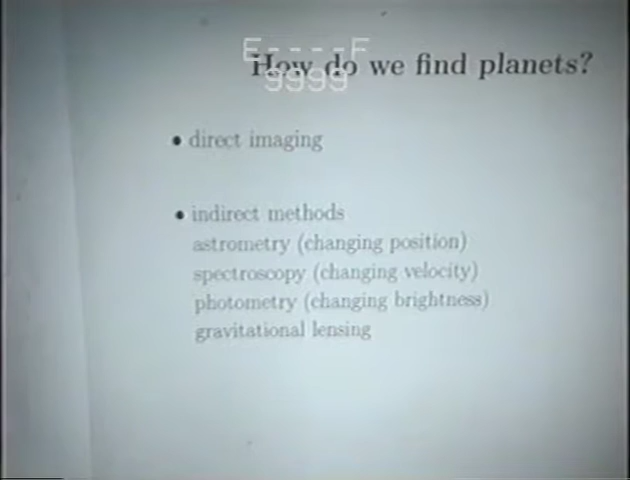 E-----F
How do we find planets?
9999
• direct imaging
• indirect methods
astrometry (changing position)
spectroscopy (changing velocity)
photometry (changing brightness)
gravitational lensing